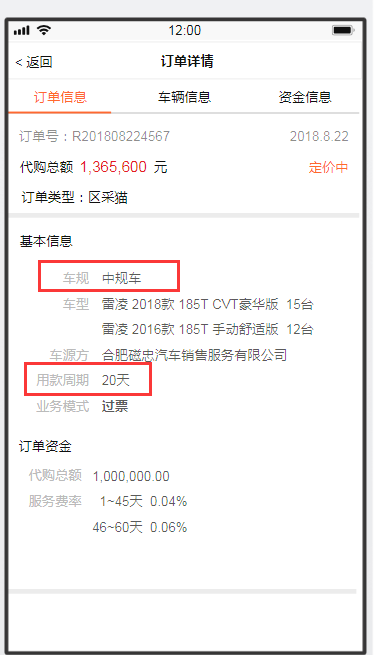 12:00
< 返回 订单详情
订单信息 车辆信息 资金信息
订单号：R201808224567 2018.8.22
代购总额 1,365,600 元 定价中
订单类型：区采猫
基本信息
车规 中规车
车型 雷凌 2018款 185T CVT豪华版 15台
雷凌 2016款 185T 手动舒适版 12台
车源方 合肥磁忠汽车销售服务有限公司
用款周期 20天
业务模式 过票
订单资金
代购总额 1,000,000.00
服务费率 1~45天 0.04%
46~60天 0.06%